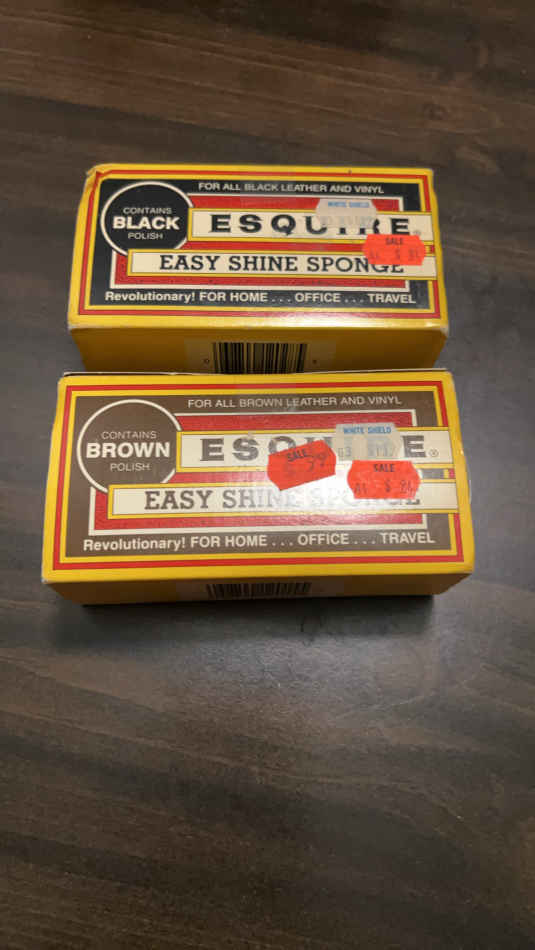 FOR ALL BLACK LEATHER AND VINYL
CONTAINS
BLACK
POLISH
WHITE SHIELD
ESQUIRE®
SALE
EASY SHINE SPONGE
Revolutionary! FOR HOME . . . OFFICE . . . TRAVEL
FOR ALL BROWN LEATHER AND VINYL
CONTAINS
BROWN
POLISH
WHITE SHIELD
ESQUIRE®
SALE
SALE
EASY SHINE SPONGE
Revolutionary! FOR HOME . . . OFFICE . . . TRAVEL